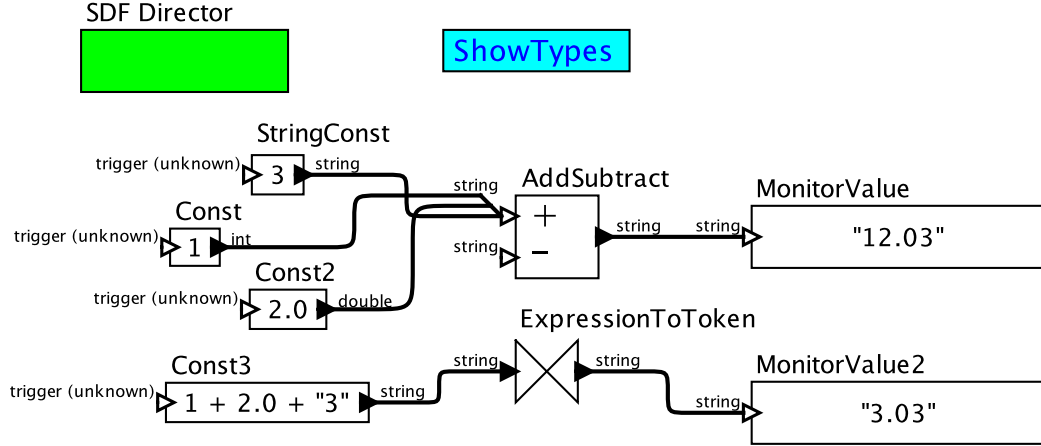 SDF Director
ShowTypes
StringConst
trigger (unknown)
3
string
Const
trigger (unknown)
1
int
Const2
trigger (unknown)
2.0
double
AddSubtract
string
+
string
−
string
string
MonitorValue
"12.03"
Const3
trigger (unknown)
1 + 2.0 + "3"
string
ExpressionToToken
string
string
MonitorValue2
string
"3.03"